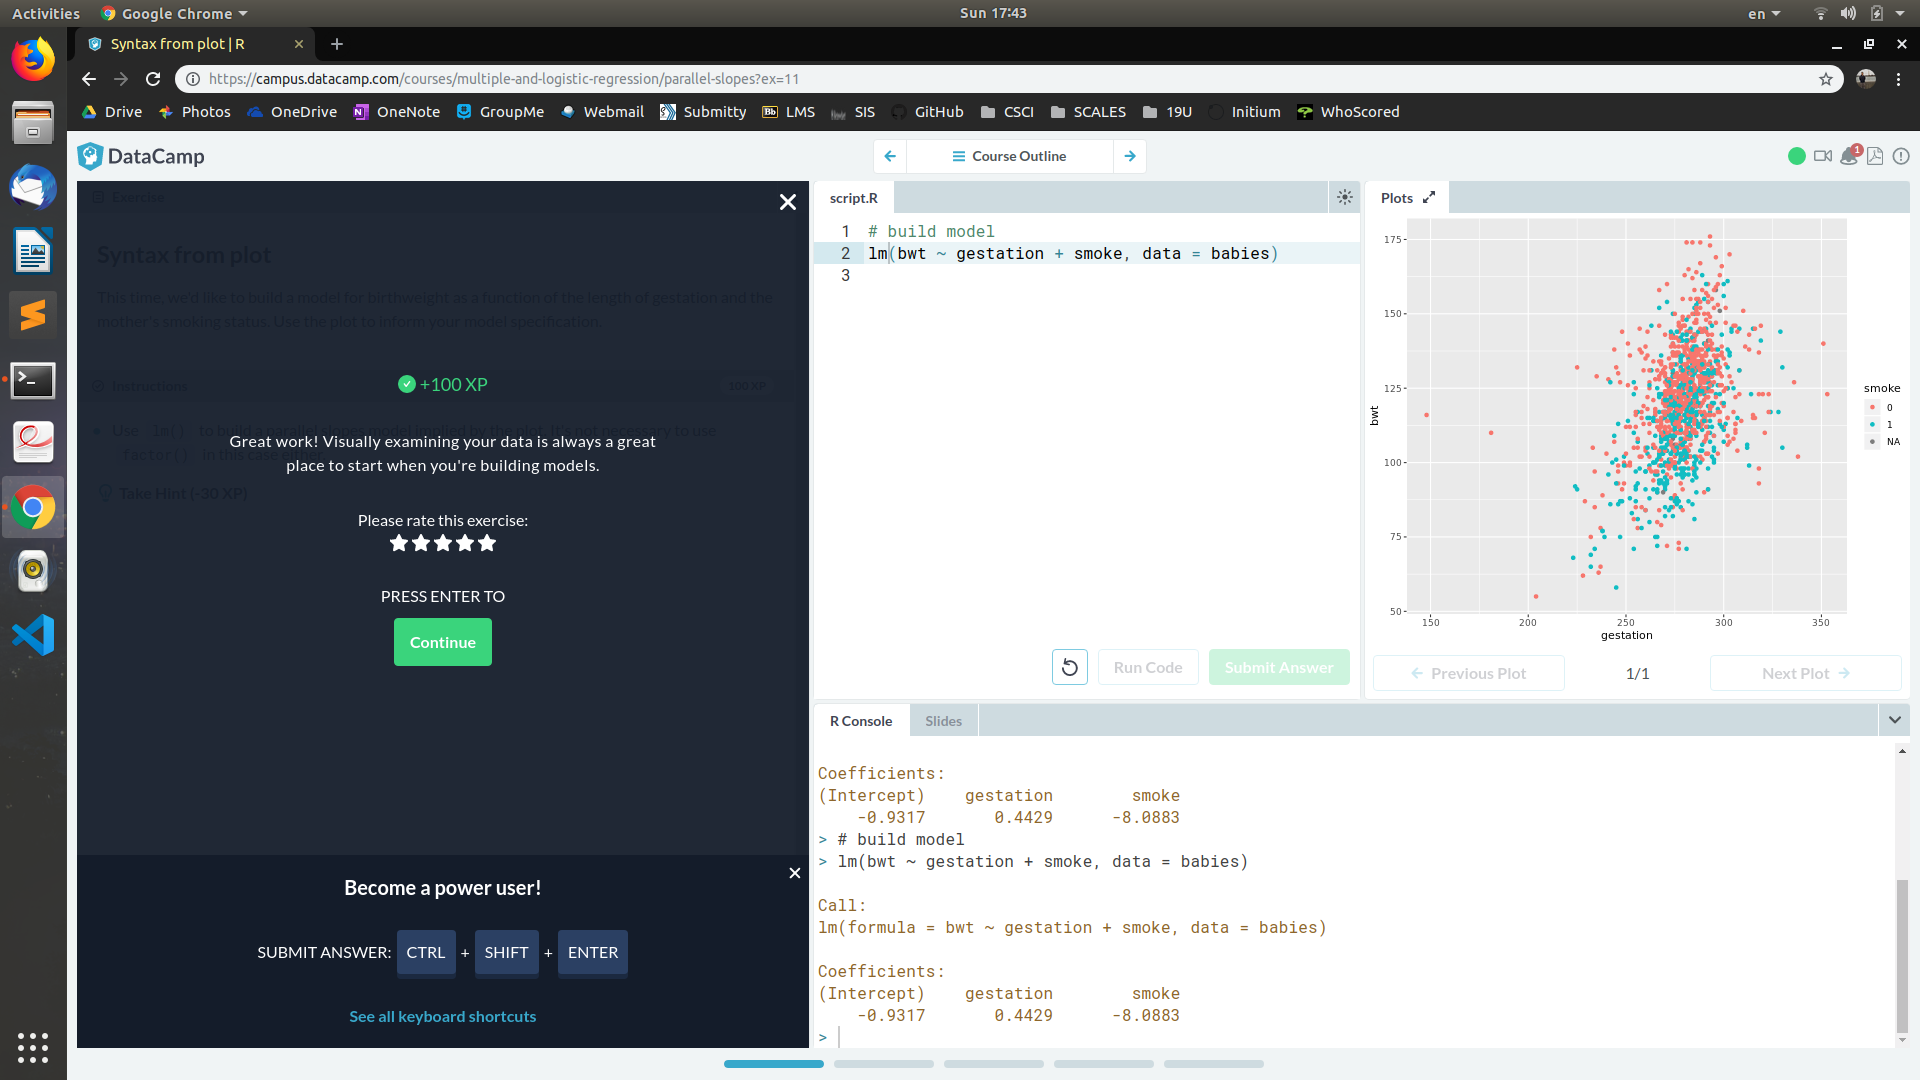 Activities
Google Chrome
Sun 17:43
en
Syntax from plot | R
https://campus.datacamp.com/courses/multiple-and-logistic-regression/parallel-slopes?ex=11
Drive
Photos
OneDrive
OneNote
GroupMe
Webmail
Submitty
Bb LMS
SIS
GitHub
CSCI
SCALES
19U
Initium
WhoScored
DataCamp
Course Outline
1
Exercise
Syntax from plot
This time, we'd like to build a model for birthweight as a function of the length of gestation and the
mother's smoking status. Use the plot to inform your model specification.
Instructions
100 XP
Use lm() to build a parallel slopes model implied by the plot. It's not necessary to use
factor() in this case either.
Take Hint (-30 XP)
+100 XP
Great work! Visually examining your data is always a great
place to start when you're building models.
Please rate this exercise:
PRESS ENTER TO
Continue
Become a power user!
SUBMIT ANSWER: CTRL + SHIFT + ENTER
See all keyboard shortcuts
script.R
1 # build model
2 lm(bwt ~ gestation + smoke, data = babies)
3
Run Code
Submit Answer
Plots
175
150
125
100
75
50
bwt
150 200 250 300 350
gestation
smoke
0
1
NA
Previous Plot
1/1
Next Plot
R Console
Slides
Coefficients:
(Intercept) gestation smoke
-0.9317 0.4429 -8.0883
> # build model
> lm(bwt ~ gestation + smoke, data = babies)
Call:
lm(formula = bwt ~ gestation + smoke, data = babies)
Coefficients:
(Intercept) gestation smoke
-0.9317 0.4429 -8.0883
>